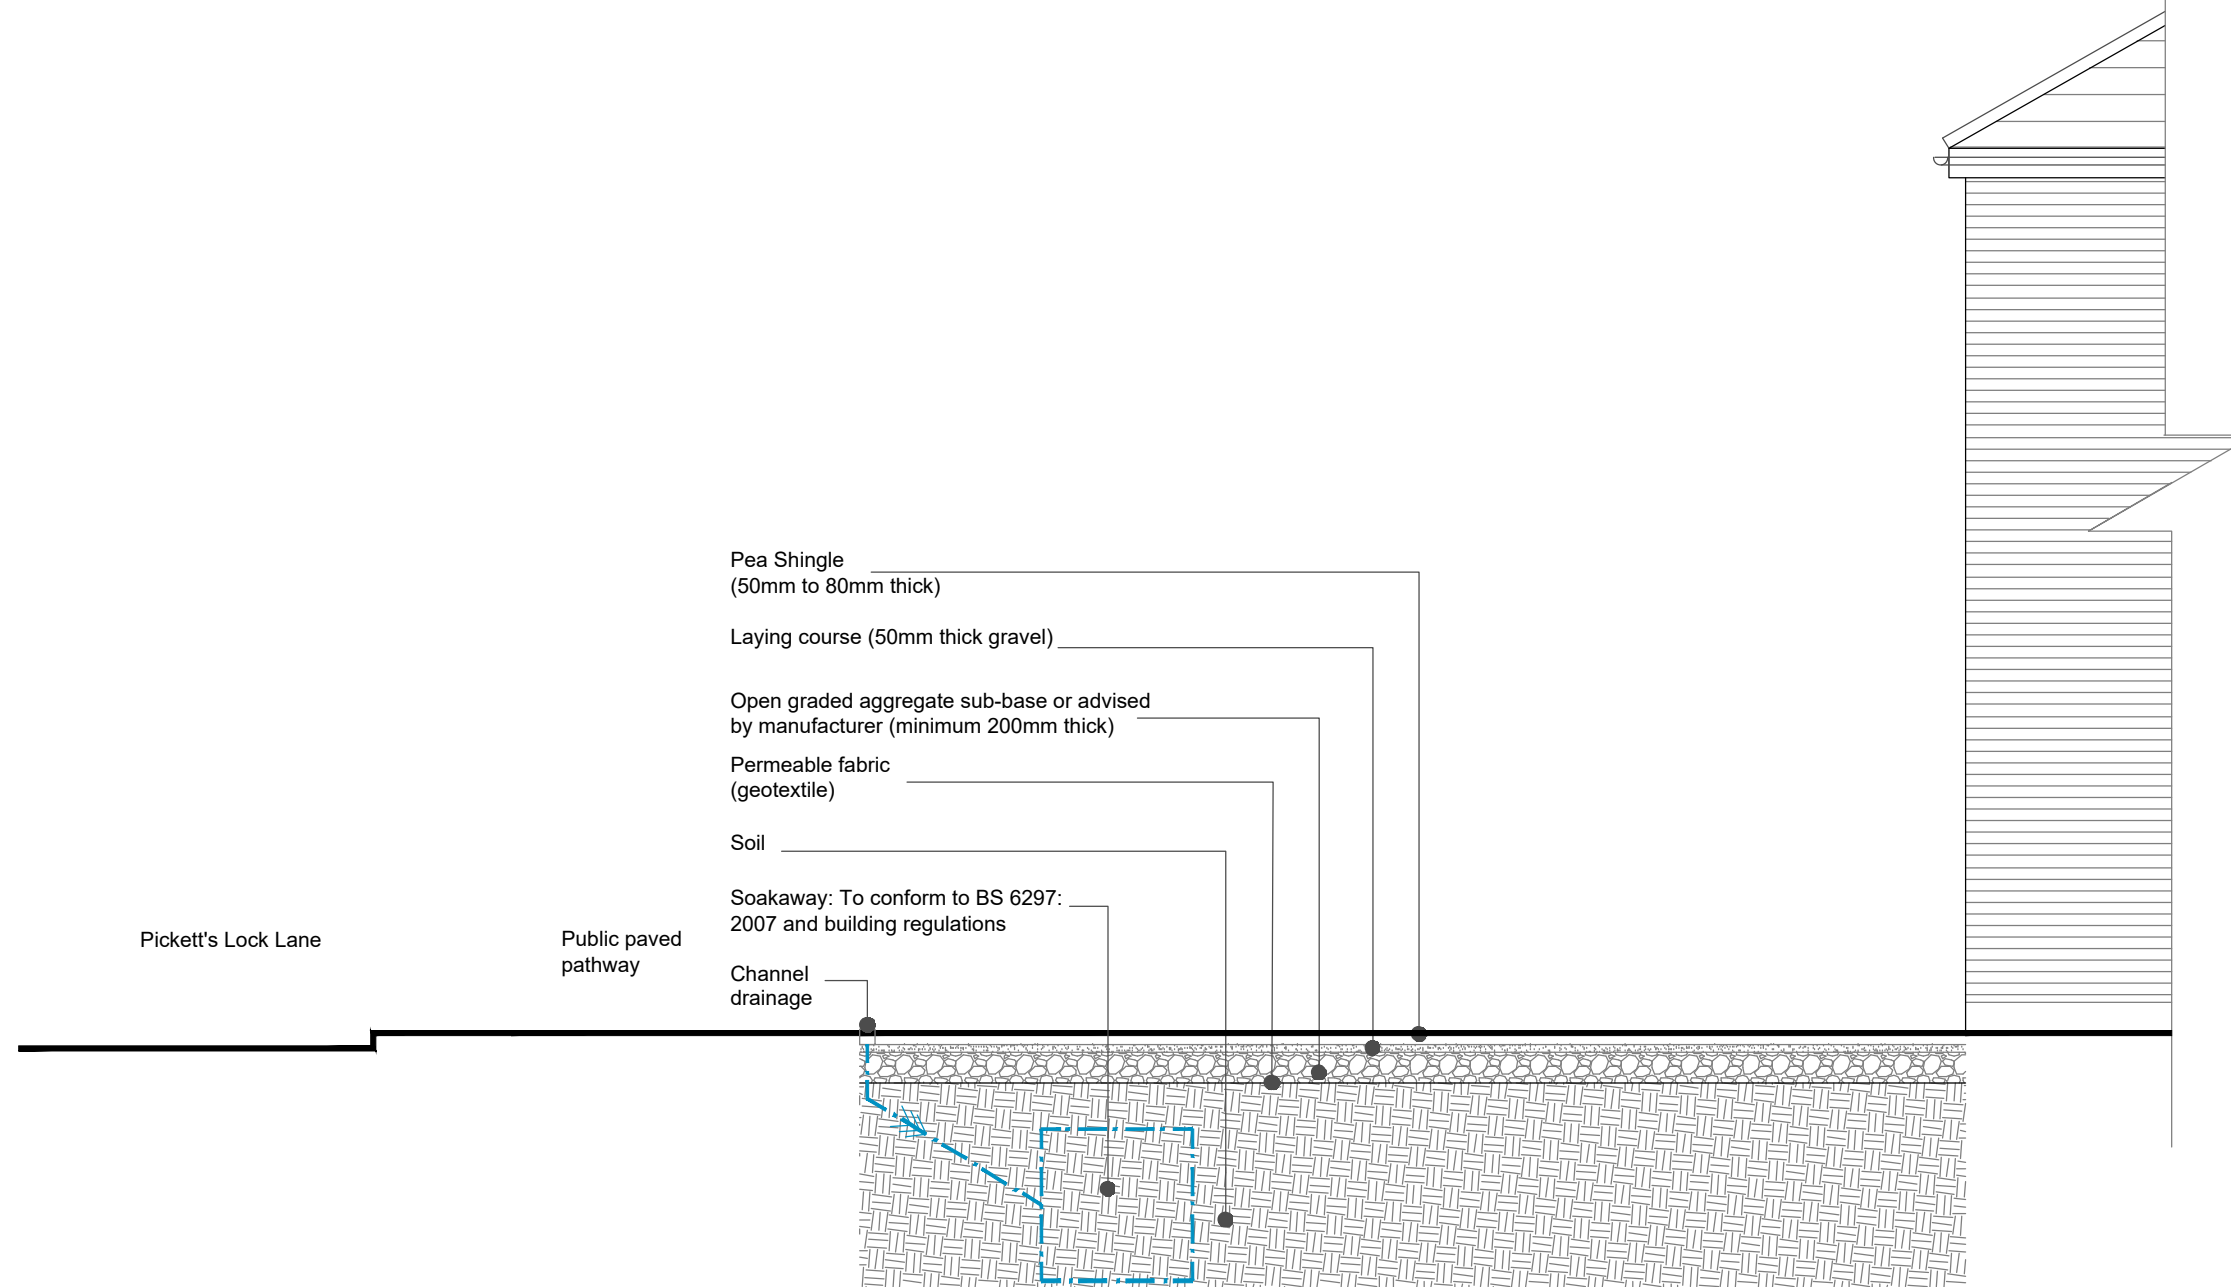 Pea Shingle
(50mm to 80mm thick)
Laying course (50mm thick gravel)
Open graded aggregate sub-base or advised
by manufacturer (minimum 200mm thick)
Permeable fabric
(geotextile)
Soil
Soakaway: To conform to BS 6297:
2007 and building regulations
Pickett's Lock Lane
Public paved
pathway
Channel
drainage